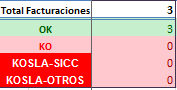 Total Facturaciones 3
OK 3
KO 0
KOSLA-SICC 0
KOSLA-OTROS 0